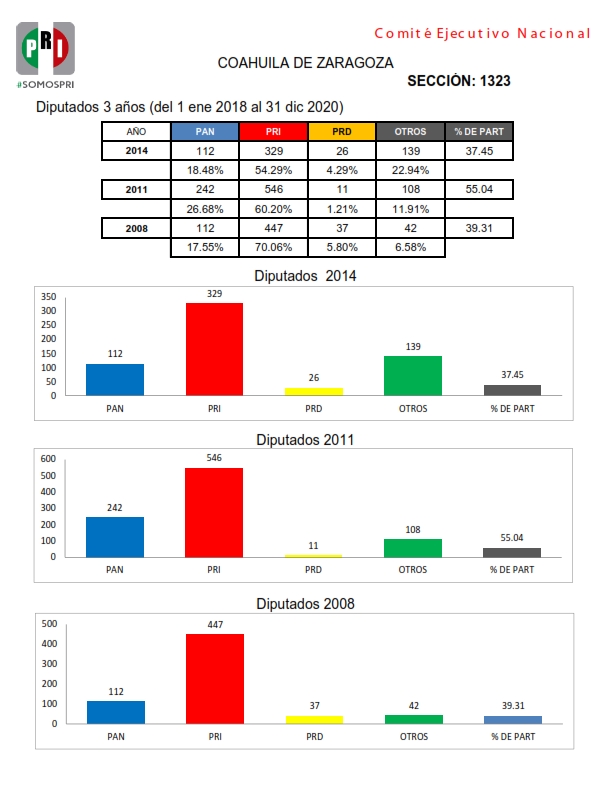 Comité Ejecutivo Nacional
PRI
#SOMOSPRI
COAHUILA DE ZARAGOZA
SECCIÓN: 1323
Diputados 3 años (del 1 ene 2018 al 31 dic 2020)
AÑO PAN PRI PRD OTROS % DE PART
2014 112 329 26 139 37.45
18.48% 54.29% 4.29% 22.94%
2011 242 546 11 108 55.04
26.68% 60.20% 1.21% 11.91%
2008 112 447 37 42 39.31
17.55% 70.06% 5.80% 6.58%
Diputados 2014
350
300
250
200
150
100
50
0
112 329 26 139 37.45
PAN PRI PRD OTROS % DE PART
Diputados 2011
600
500
400
300
200
100
0
242 546 11 108 55.04
PAN PRI PRD OTROS % DE PART
Diputados 2008
500
400
300
200
100
0
112 447 37 42 39.31
PAN PRI PRD OTROS % DE PART